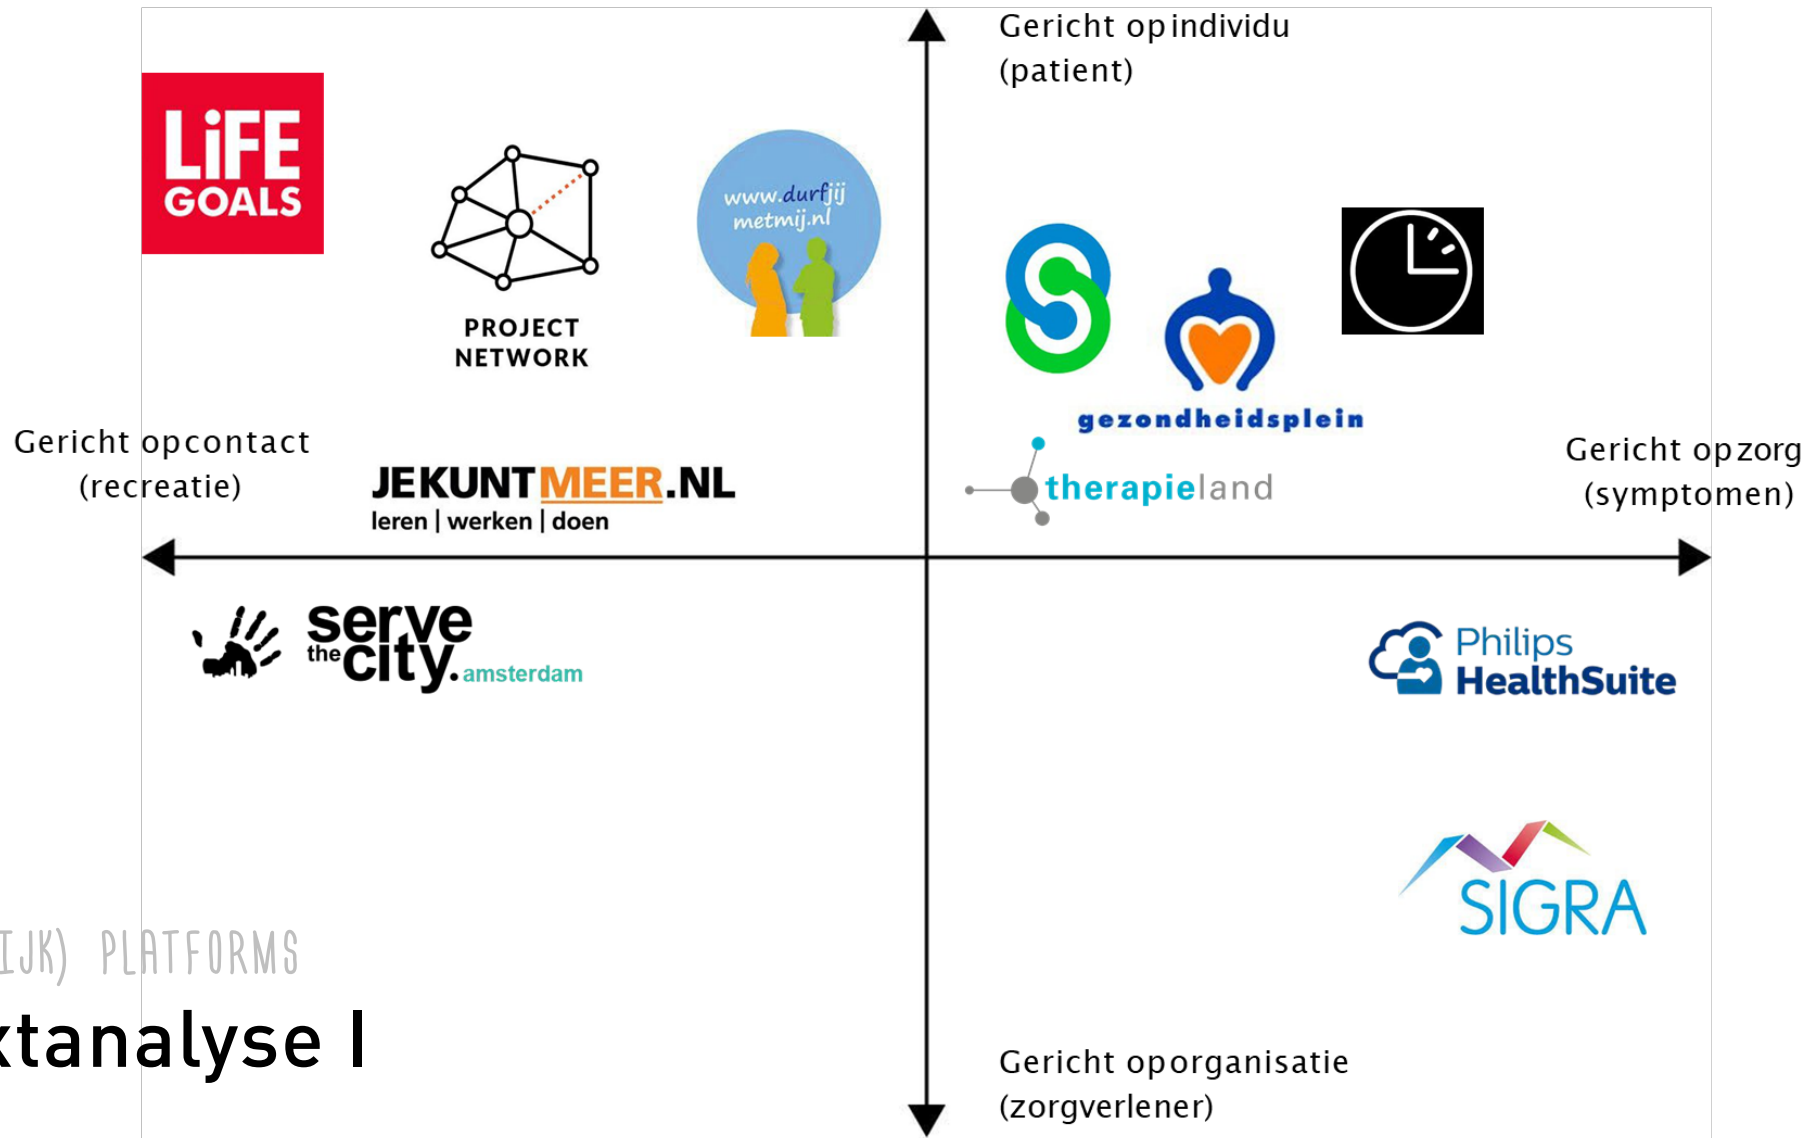 Gericht op individu
(patient)
LiFE
GOALS
www.durfjij
metmij.nl
PROJECT
NETWORK
gezondheidsplein
Gericht op contact
(recreatie)
Gericht op zorg
(symptomen)
JEKUNTMEER.NL
leren | werken | doen
therapieland
serve
the city.
amsterdam
Philips
HealthSuite
SIGRA
IJK) PLATFORMS
xtanalyse I
Gericht op organisatie
(zorgverlener)